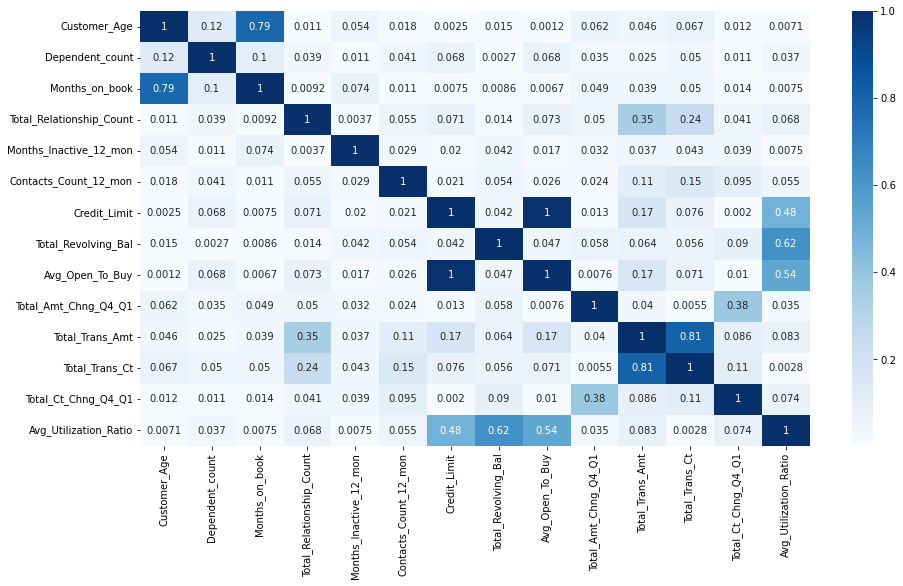 Customer_Age 1 0.12 0.79 0.011 0.054 0.018 0.0025 0.015 0.0012 0.062 0.046 0.067 0.012 0.0071
Dependent_count 0.12 1 0.1 0.039 0.011 0.041 0.068 0.0027 0.068 0.035 0.025 0.05 0.011 0.037
Months_on_book 0.79 0.1 1 0.0092 0.074 0.011 0.0075 0.0086 0.0067 0.049 0.039 0.05 0.014 0.0075
Total_Relationship_Count 0.011 0.039 0.0092 1 0.0037 0.055 0.071 0.014 0.073 0.05 0.35 0.24 0.041 0.068
Months_Inactive_12_mon 0.054 0.011 0.074 0.0037 1 0.029 0.02 0.042 0.017 0.032 0.037 0.043 0.039 0.0075
Contacts_Count_12_mon 0.018 0.041 0.011 0.055 0.029 1 0.021 0.054 0.026 0.024 0.11 0.15 0.095 0.055
Credit_Limit 0.0025 0.068 0.0075 0.071 0.02 0.021 1 0.042 1 0.013 0.17 0.076 0.002 0.48
Total_Revolving_Bal 0.015 0.0027 0.0086 0.014 0.042 0.054 0.042 1 0.047 0.058 0.064 0.056 0.09 0.62
Avg_Open_To_Buy 0.0012 0.068 0.0067 0.073 0.017 0.026 1 0.047 1 0.0076 0.17 0.071 0.01 0.54
Total_Amt_Chng_Q4_Q1 0.062 0.035 0.049 0.05 0.032 0.024 0.013 0.058 0.0076 1 0.04 0.0055 0.38 0.035
Total_Trans_Amt 0.046 0.025 0.039 0.35 0.037 0.11 0.17 0.064 0.17 0.04 1 0.81 0.086 0.083
Total_Trans_Ct 0.067 0.05 0.05 0.24 0.043 0.15 0.076 0.056 0.071 0.0055 0.81 1 0.11 0.0028
Total_Ct_Chng_Q4_Q1 0.012 0.011 0.014 0.041 0.039 0.095 0.002 0.09 0.01 0.38 0.086 0.11 1 0.074
Avg_Utilization_Ratio 0.0071 0.037 0.0075 0.068 0.0075 0.055 0.48 0.62 0.54 0.035 0.083 0.0028 0.074 1
Customer_Age
Dependent_count
Months_on_book
Total_Relationship_Count
Months_Inactive_12_mon
Contacts_Count_12_mon
Credit_Limit
Total_Revolving_Bal
Avg_Open_To_Buy
Total_Amt_Chng_Q4_Q1
Total_Trans_Amt
Total_Trans_Ct
Total_Ct_Chng_Q4_Q1
Avg_Utilization_Ratio
1.0
0.8
0.6
0.4
0.2